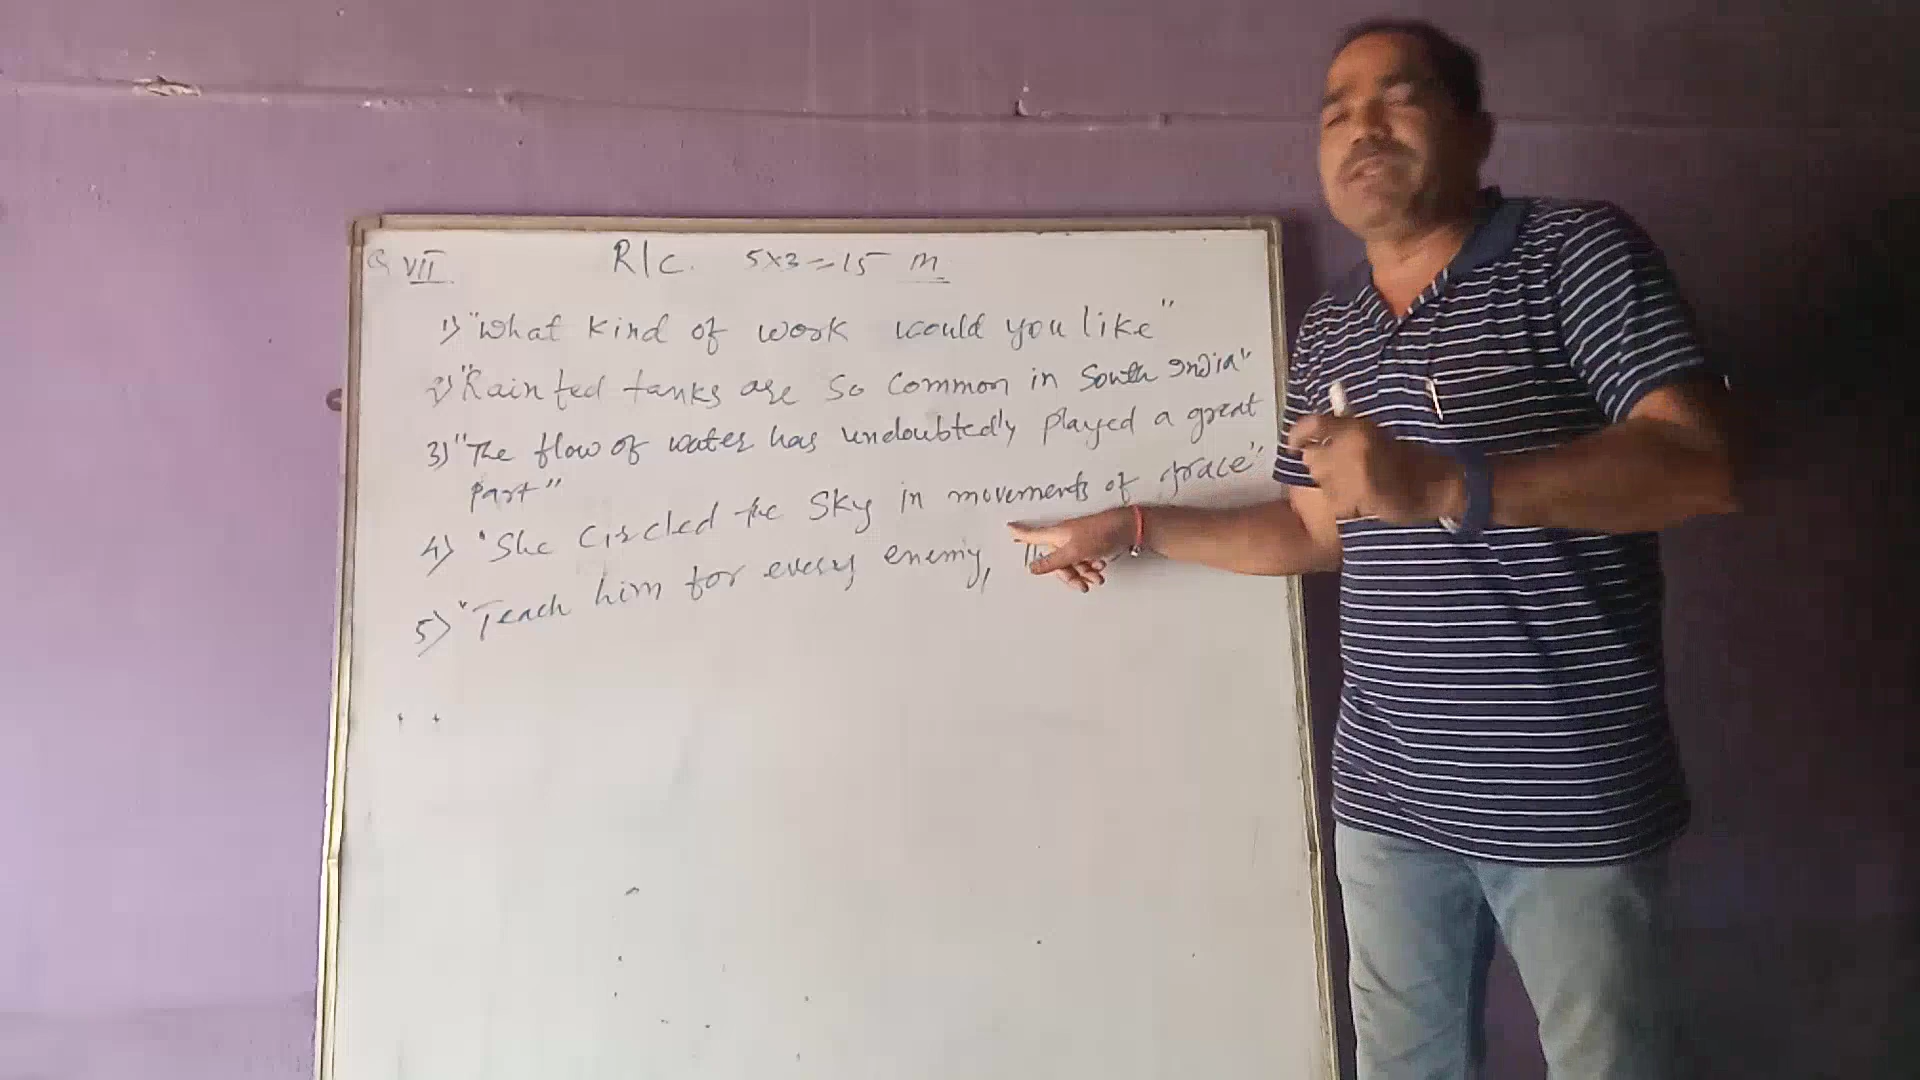 Q VII R/c. 5x3=15 m
1) "What kind of work would you like"
2) "Rainfed tanks are so common in South India"
3) "The flow of water has undoubtedly played a great
part"
4) "She circled the sky in movements of grace"
5) "Teach him for every enemy,